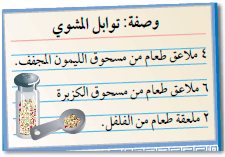 وصفة: توابل المشوي
٤ ملاعق طعام من مسحوق الليمون المجفف.
٦ ملاعق طعام من مسحوق الكزبرة
٢ ملعقة طعام من الفلفل.